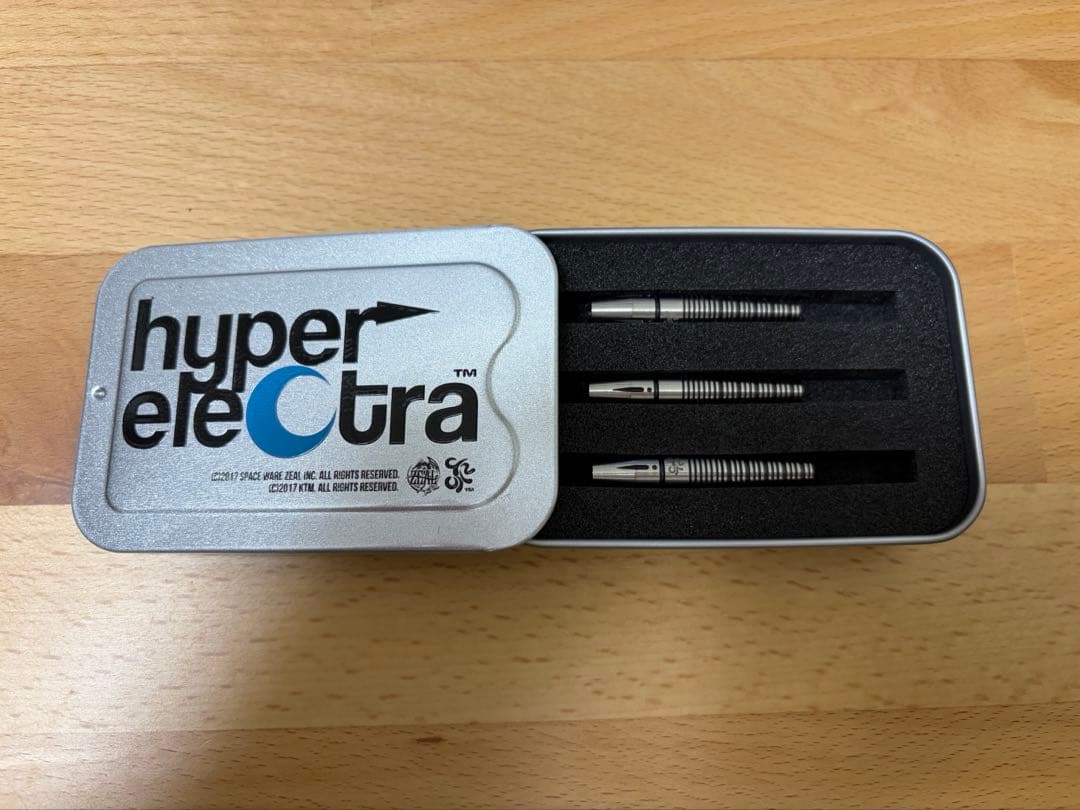 hyper
electra™
(C)2017 SPACE WARE ZEAL INC. ALL RIGHTS RESERVED.
(C)2017 KTM. ALL RIGHTS RESERVED.